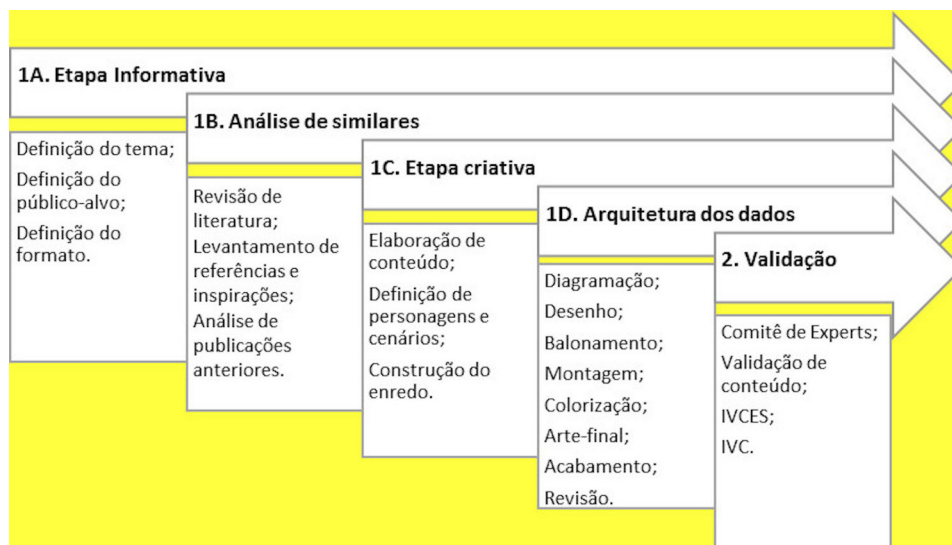 1A. Etapa Informativa
Definição do tema;
Definição do
público-alvo;
Definição do
formato.
1B. Análise de similares
Revisão de
literatura;
Levantamento de
referências e
inspirações;
Análise de
publicações
anteriores.
1C. Etapa criativa
Elaboração de
conteúdo;
Definição de
personagens e
cenários;
Construção do
enredo.
1D. Arquitetura dos dados
Diagramação;
Desenho;
Balonamento;
Montagem;
Colorização;
Arte-final;
Acabamento;
Revisão.
2. Validação
Comitê de Experts;
Validação de
conteúdo;
IVCES;
IVC.